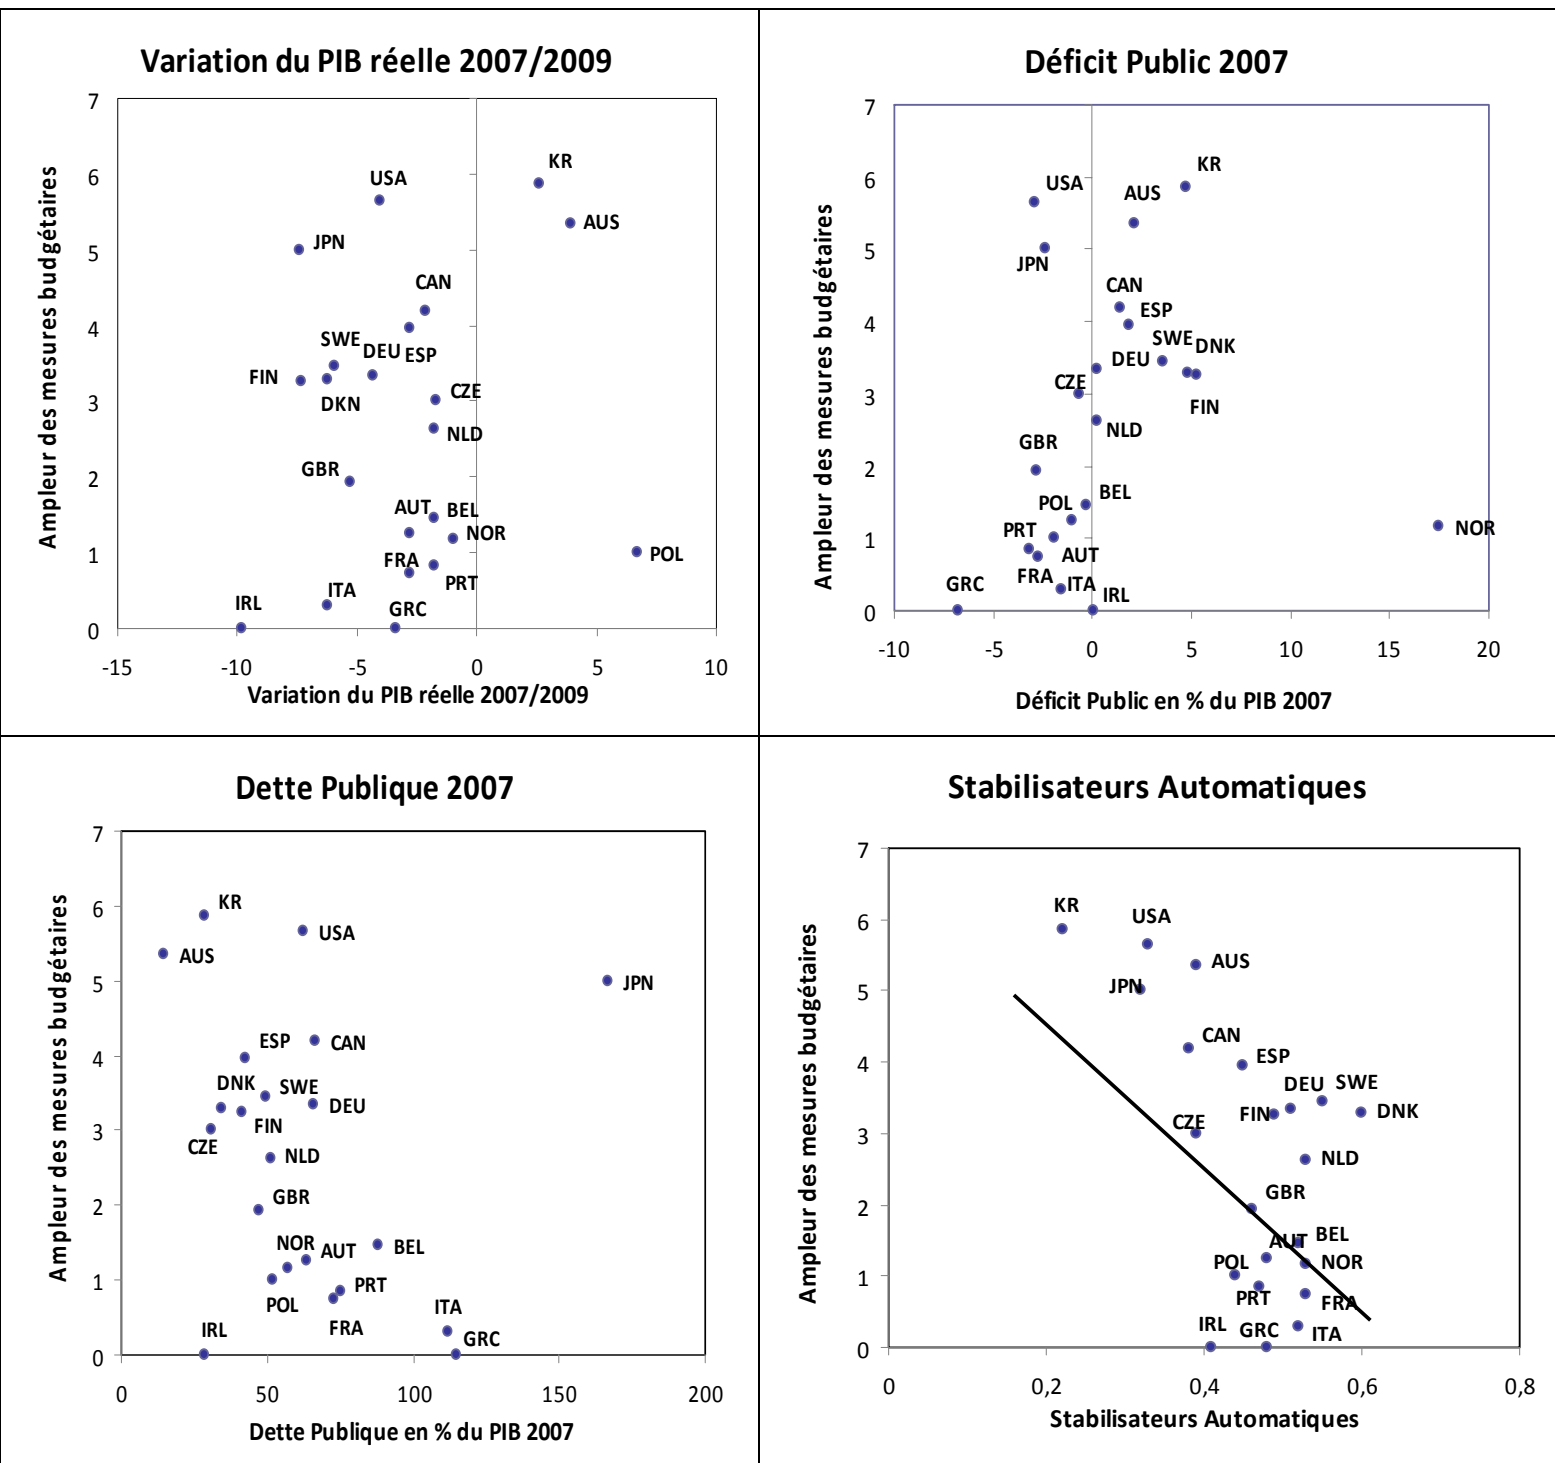 Variation du PIB réelle 2007/2009
Ampleur des mesures budgétaires
7
6
5
4
3
2
1
0
KR
USA
AUS
JPN
CAN
SWE
DEU ESP
FIN
CZE
DKN
NLD
GBR
AUT BEL
NOR
POL
FRA
PRT
ITA
IRL
GRC
-15 -10 -5 0 5 10
Variation du PIB réelle 2007/2009
Déficit Public 2007
Ampleur des mesures budgétaires
7
6
5
4
3
2
1
0
KR
USA
AUS
JPN
CAN
ESP
SWE DNK
DEU
CZE
FIN
NLD
GBR
BEL
POL
NOR
PRT
AUT
FRA
ITA
GRC
IRL
-10 -5 0 5 10 15 20
Déficit Public en % du PIB 2007
Dette Publique 2007
Ampleur des mesures budgétaires
7
6
5
4
3
2
1
0
KR
USA
AUS
JPN
ESP
CAN
DNK SWE
DEU
FIN
CZE
NLD
GBR
NOR AUT BEL
PRT
POL
ITA
FRA
IRL
GRC
0 50 100 150 200
Dette Publique en % du PIB 2007
Stabilisateurs Automatiques
Ampleur des mesures budgétaires
7
6
5
4
3
2
1
0
KR
USA
AUS
JPN
CAN
ESP
DEU SWE
FIN DNK
CZE
NLD
GBR
AUT BEL
POL NOR
PRT FRA
IRL GRC ITA
0 0,2 0,4 0,6 0,8
Stabilisateurs Automatiques